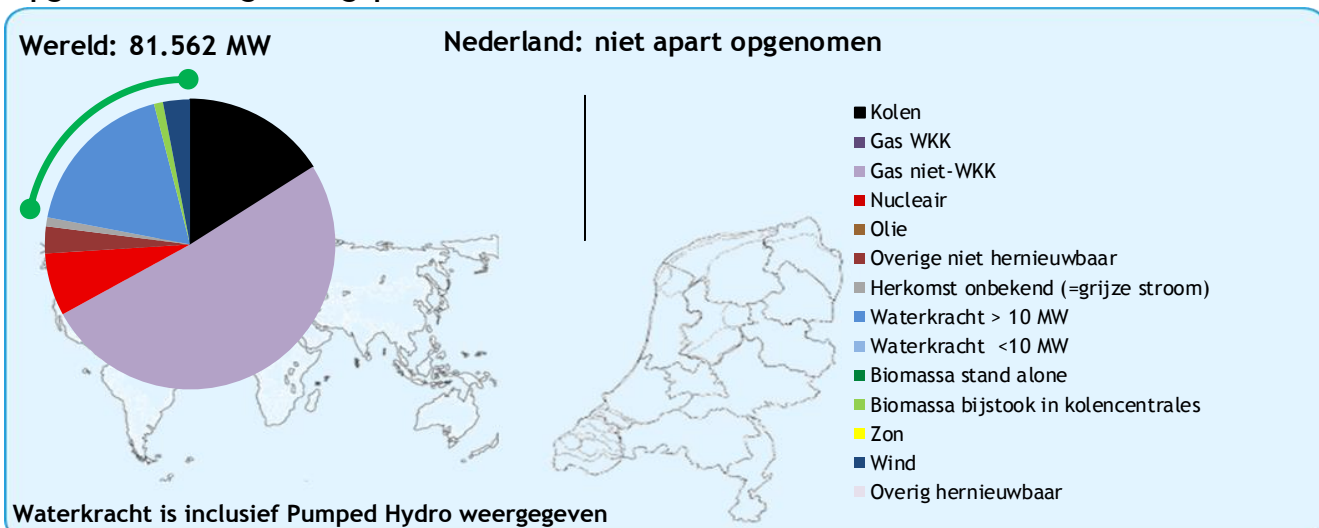 Wereld: 81.562 MW
Nederland: niet apart opgenomen
Kolen
Gas WKK
Gas niet-WKK
Nucleair
Olie
Overige niet hernieuwbaar
Herkomst onbekend (=grijze stroom)
Waterkracht > 10 MW
Waterkracht <10 MW
Biomassa stand alone
Biomassa bijstook in kolencentrales
Zon
Wind
Overig hernieuwbaar
Waterkracht is inclusief Pumped Hydro weergegeven